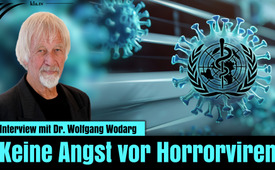 kla.tv
Interview mit Dr. Wolfgang Wodarg
Keine Angst vor Horrorviren